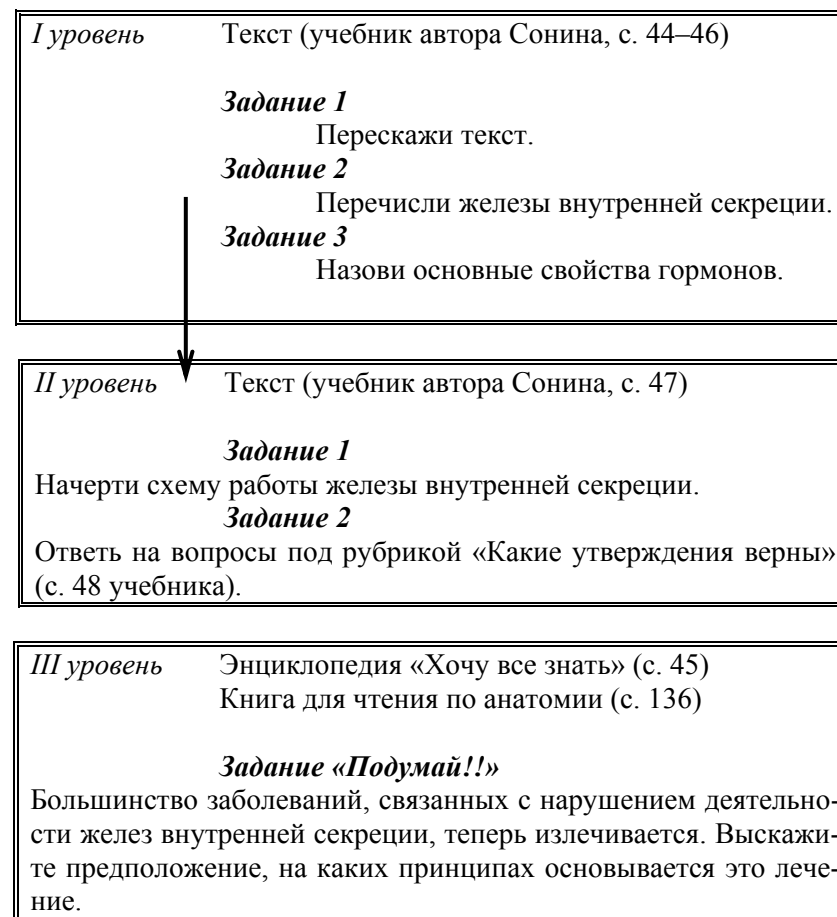 I уровень Текст (учебник автора Сонина, с. 44–46)
Задание 1
Перескажи текст.
Задание 2
Перечисли железы внутренней секреции.
Задание 3
Назови основные свойства гормонов.
II уровень Текст (учебник автора Сонина, с. 47)
Задание 1
Начерти схему работы железы внутренней секреции.
Задание 2
Ответь на вопросы под рубрикой «Какие утверждения верны»
(с. 48 учебника).
III уровень Энциклопедия «Хочу все знать» (с. 45)
Книга для чтения по анатомии (с. 136)
Задание «Подумай!!»
Большинство заболеваний, связанных с нарушением деятельно-
сти желез внутренней секреции, теперь излечивается. Выскажи-
те предположение, на каких принципах основывается это лече-
ние.